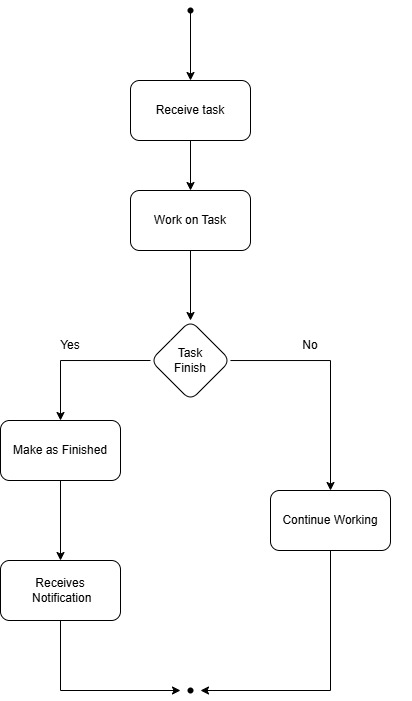 Receive task
Work on Task
Task
Finish
Yes
No
Make as Finished
Continue Working
Receives
Notification